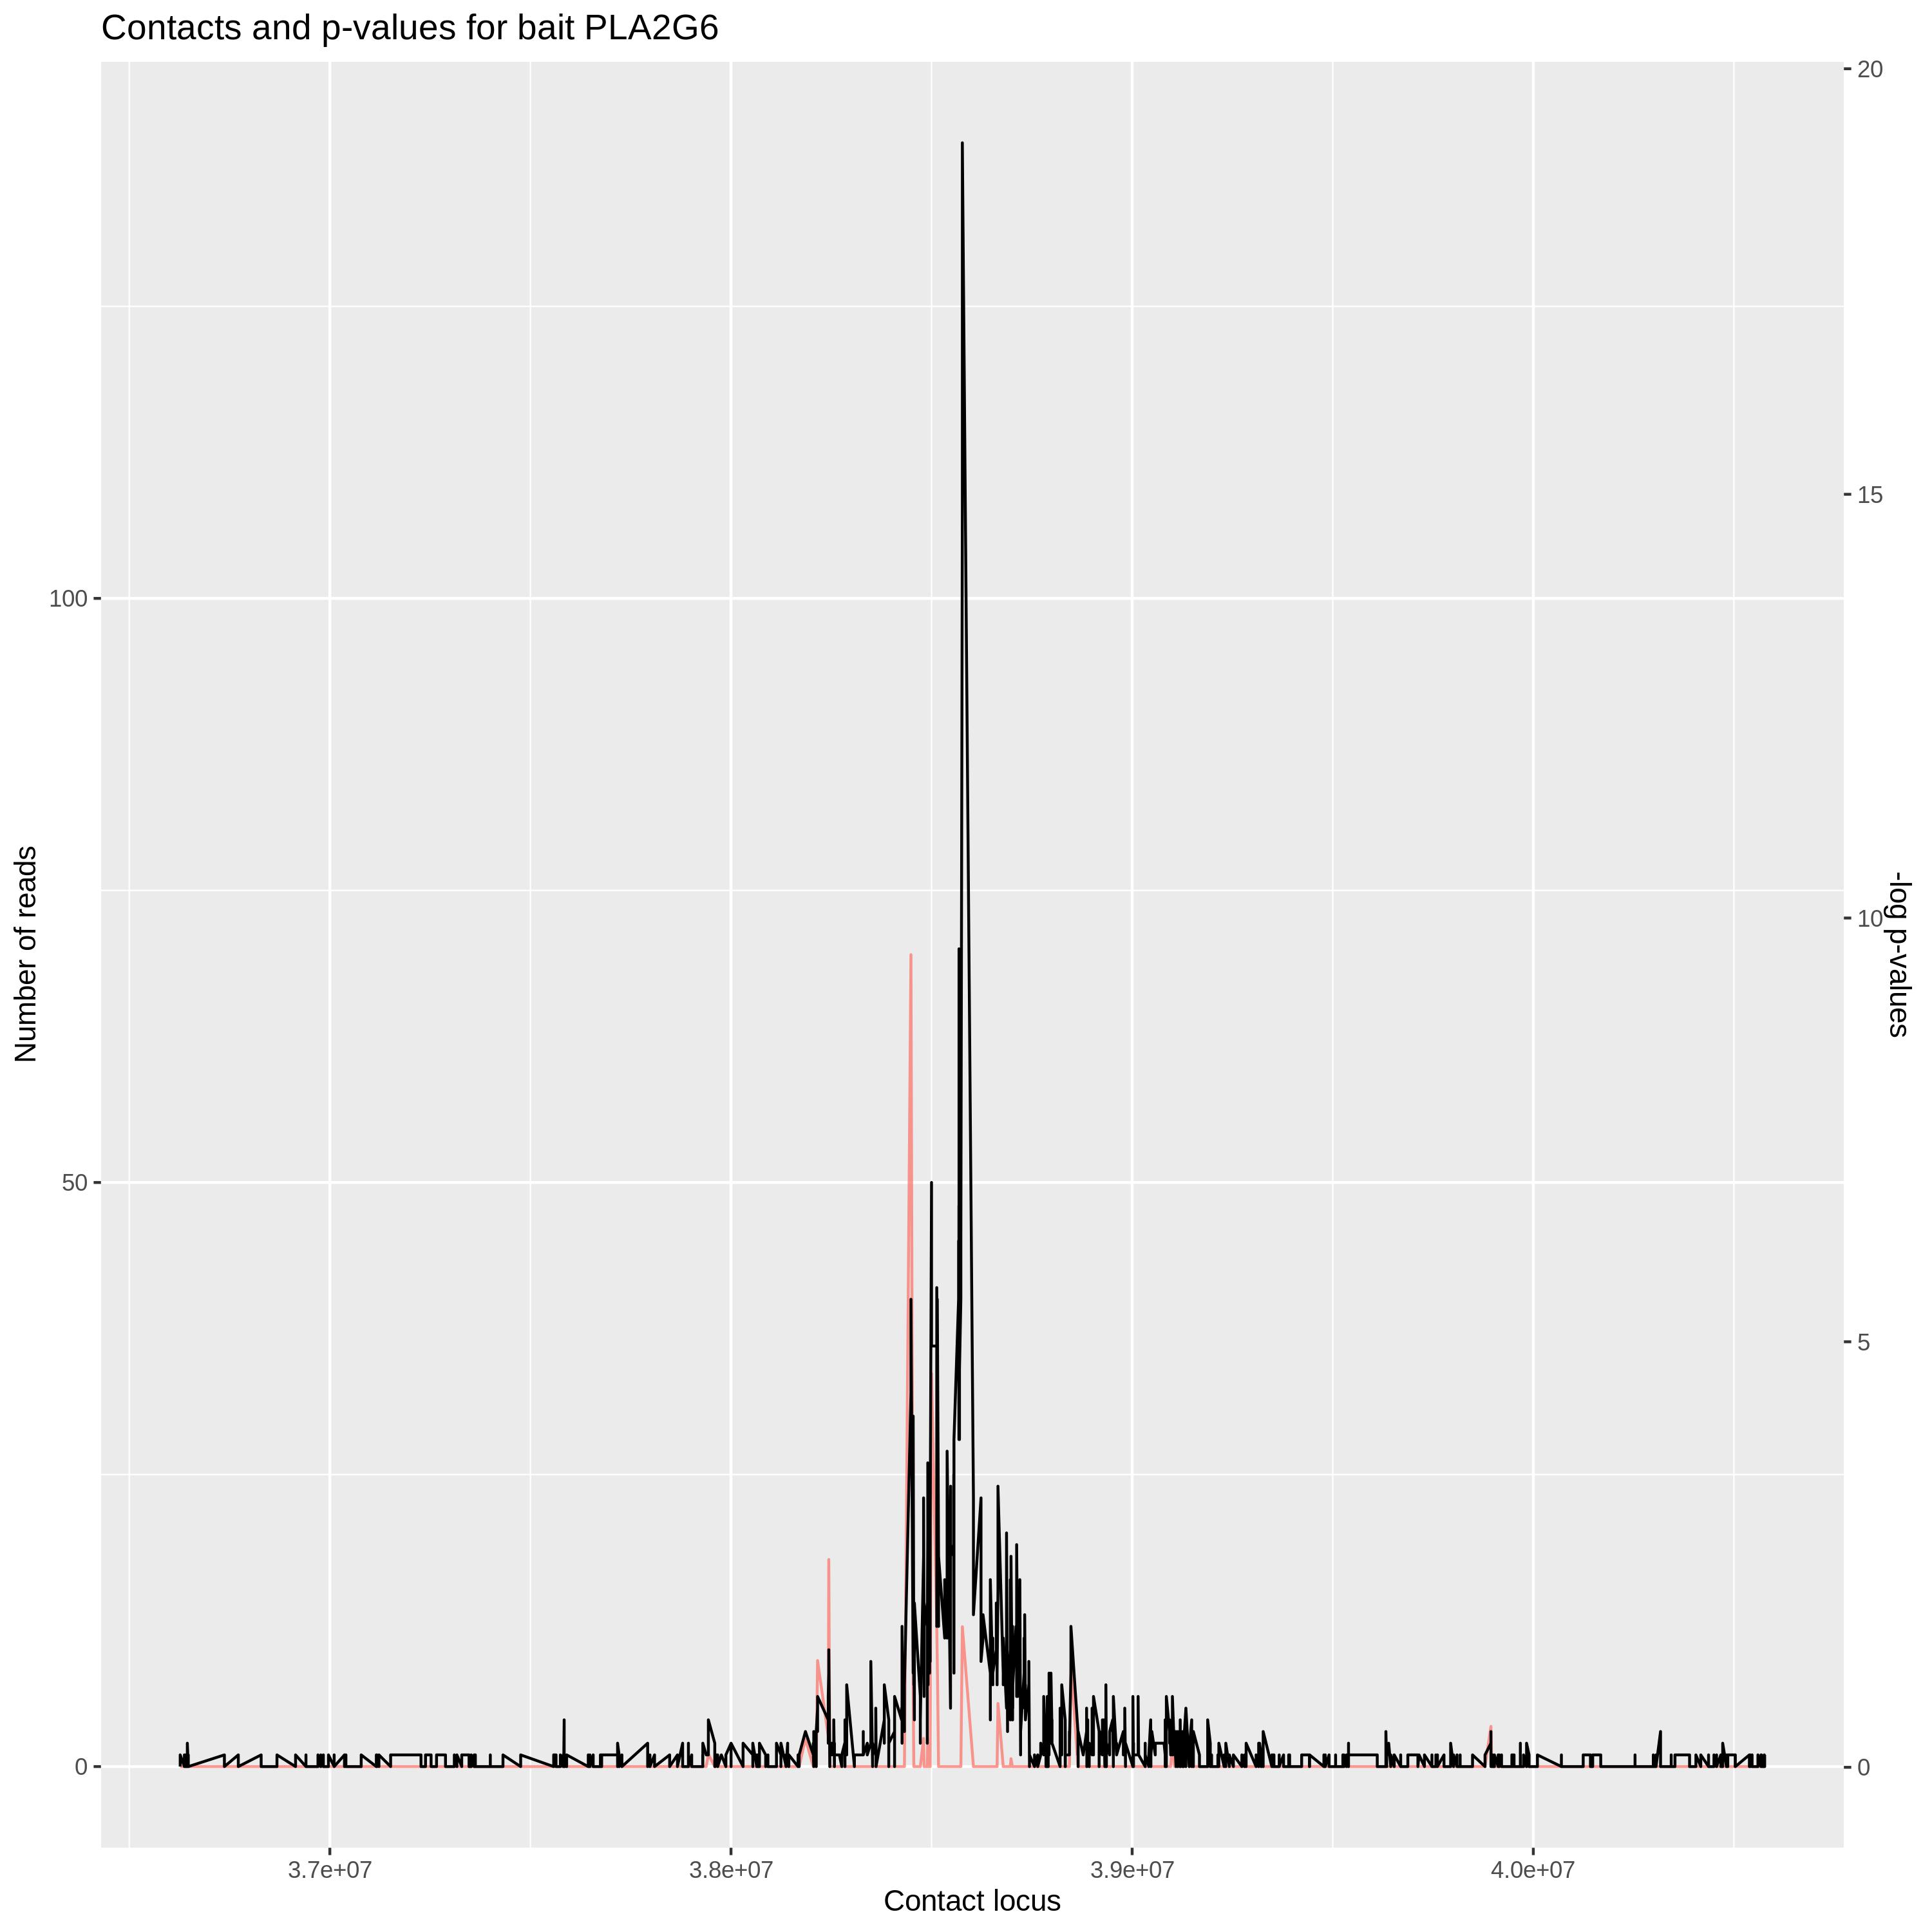 Contacts and p-values for bait PLA2G6
20
15
100
10
Number of reads
-log p-values
50
5
0
0
3.7e+07
3.8e+07
3.9e+07
4.0e+07
Contact locus